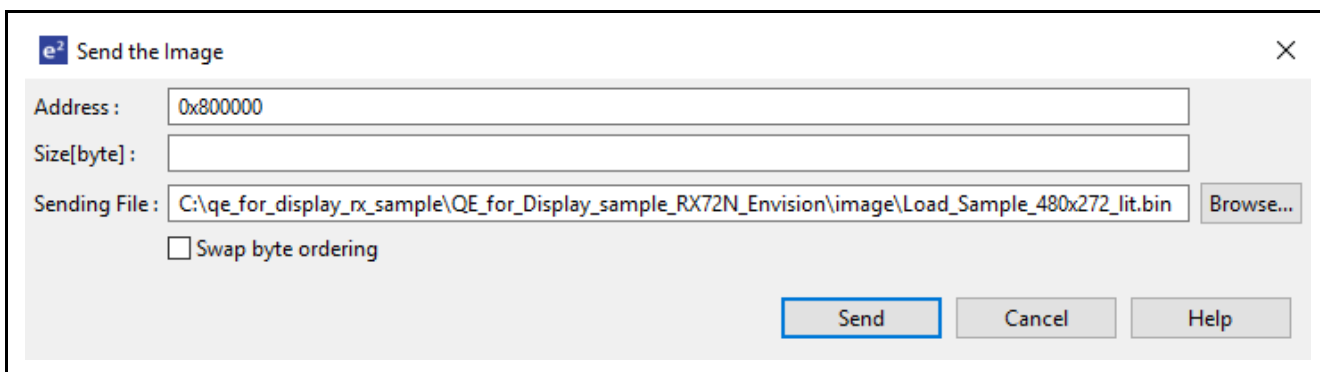 e² Send the Image
Address : 0x800000
Size[byte] :
Sending File : C:\qe_for_display_rx_sample\QE_for_Display_sample_RX72N_Envision\image\Load_Sample_480x272_lit.bin Browse...
Swap byte ordering
Send Cancel Help